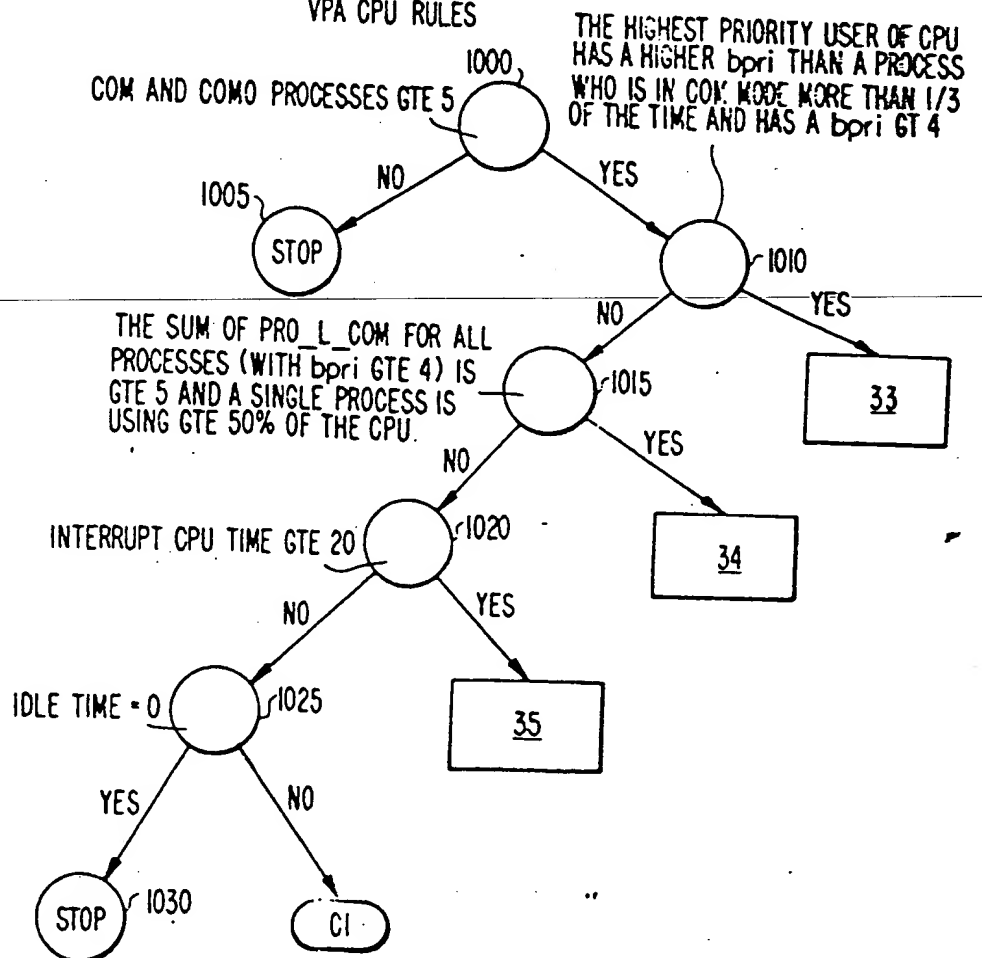 VPA CPU RULES
THE HIGHEST PRIORITY USER OF CPU
HAS A HIGHER bpri THAN A PROCESS
WHO IS IN COM MODE MORE THAN 1/3
OF THE TIME AND HAS A bpri GT 4
1000
COM AND COMO PROCESSES GTE 5
NO
YES
1005
STOP
1010
NO
YES
THE SUM OF PRO_L_COM FOR ALL
PROCESSES (WITH bpri GTE 4) IS
GTE 5 AND A SINGLE PROCESS IS
USING GTE 50% OF THE CPU.
1015
33
NO
YES
INTERRUPT CPU TIME GTE 20
1020
34
NO
YES
IDLE TIME = 0
1025
35
YES
NO
STOP
1030
C1